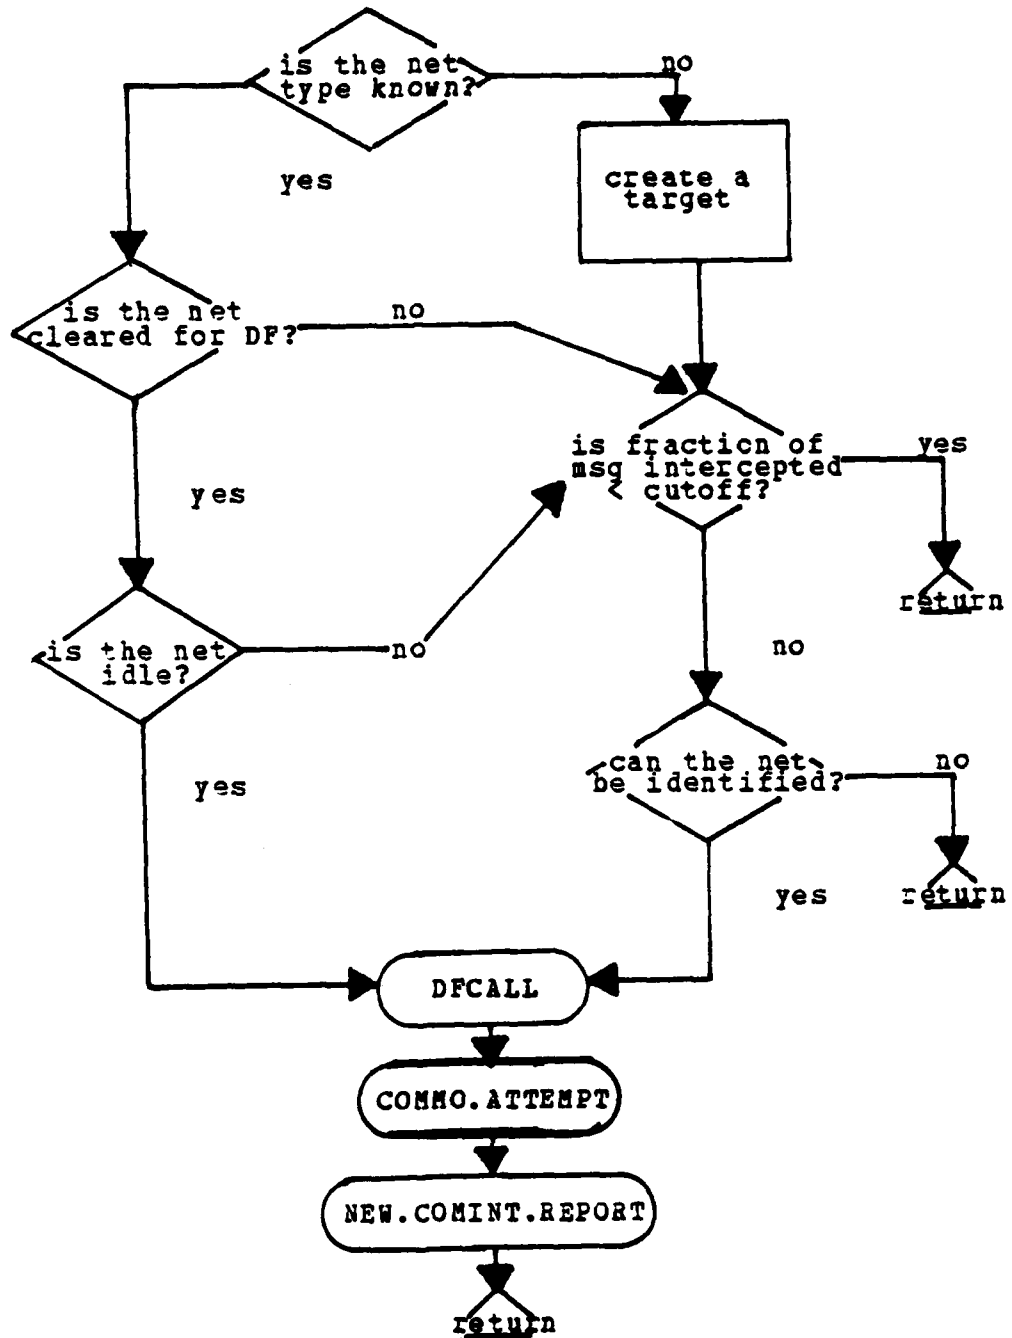 is the net
type known?
no
yes
create a
target
is the net
cleared for DF?
no
yes
is fraction of
msg intercepted
< cutoff?
yes
return
is the net
idle?
no
no
yes
can the net
be identified?
no
yes
return
DFCALL
COMMO.ATTEMPT
NEW.COMINT.REPORT
return